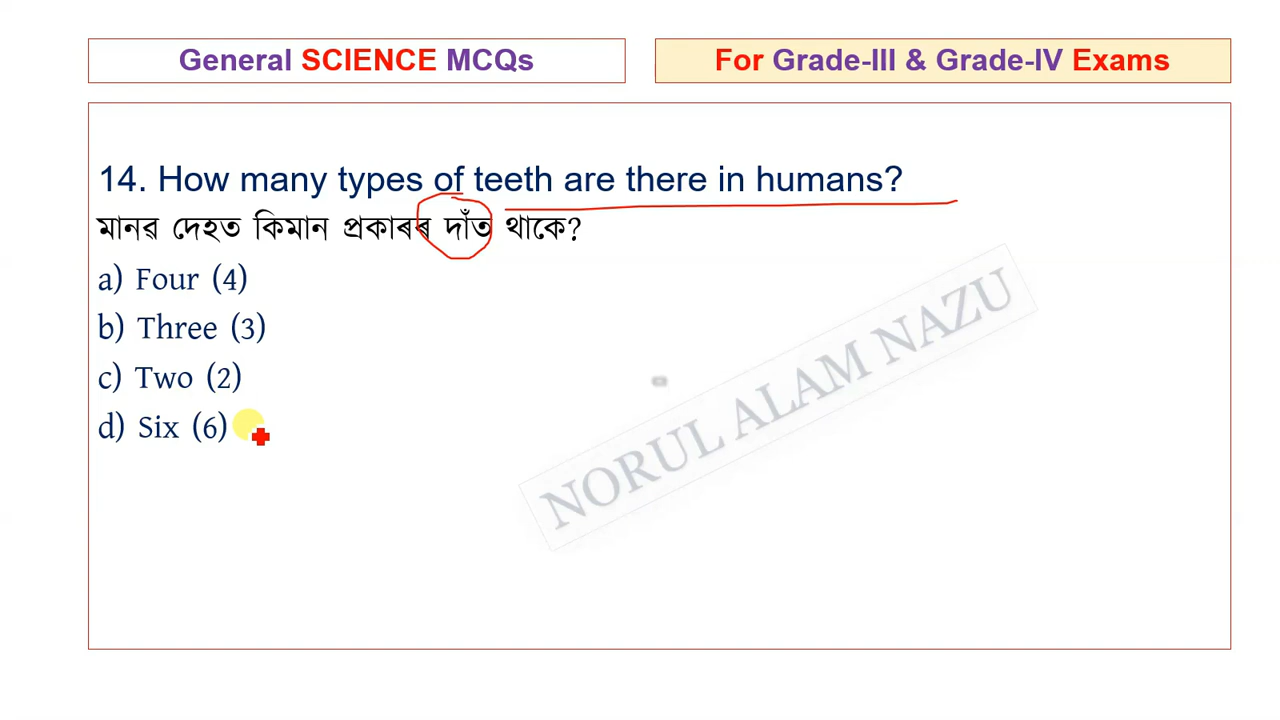 General SCIENCE MCQs
For Grade-III & Grade-IV Exams
14. How many types of teeth are there in humans?
মানৱ দেহত কিমান প্ৰকাৰৰ দাঁত থাকে?
a) Four (4)
b) Three (3)
c) Two (2)
d) Six (6)
NORUL ALAM NAZU